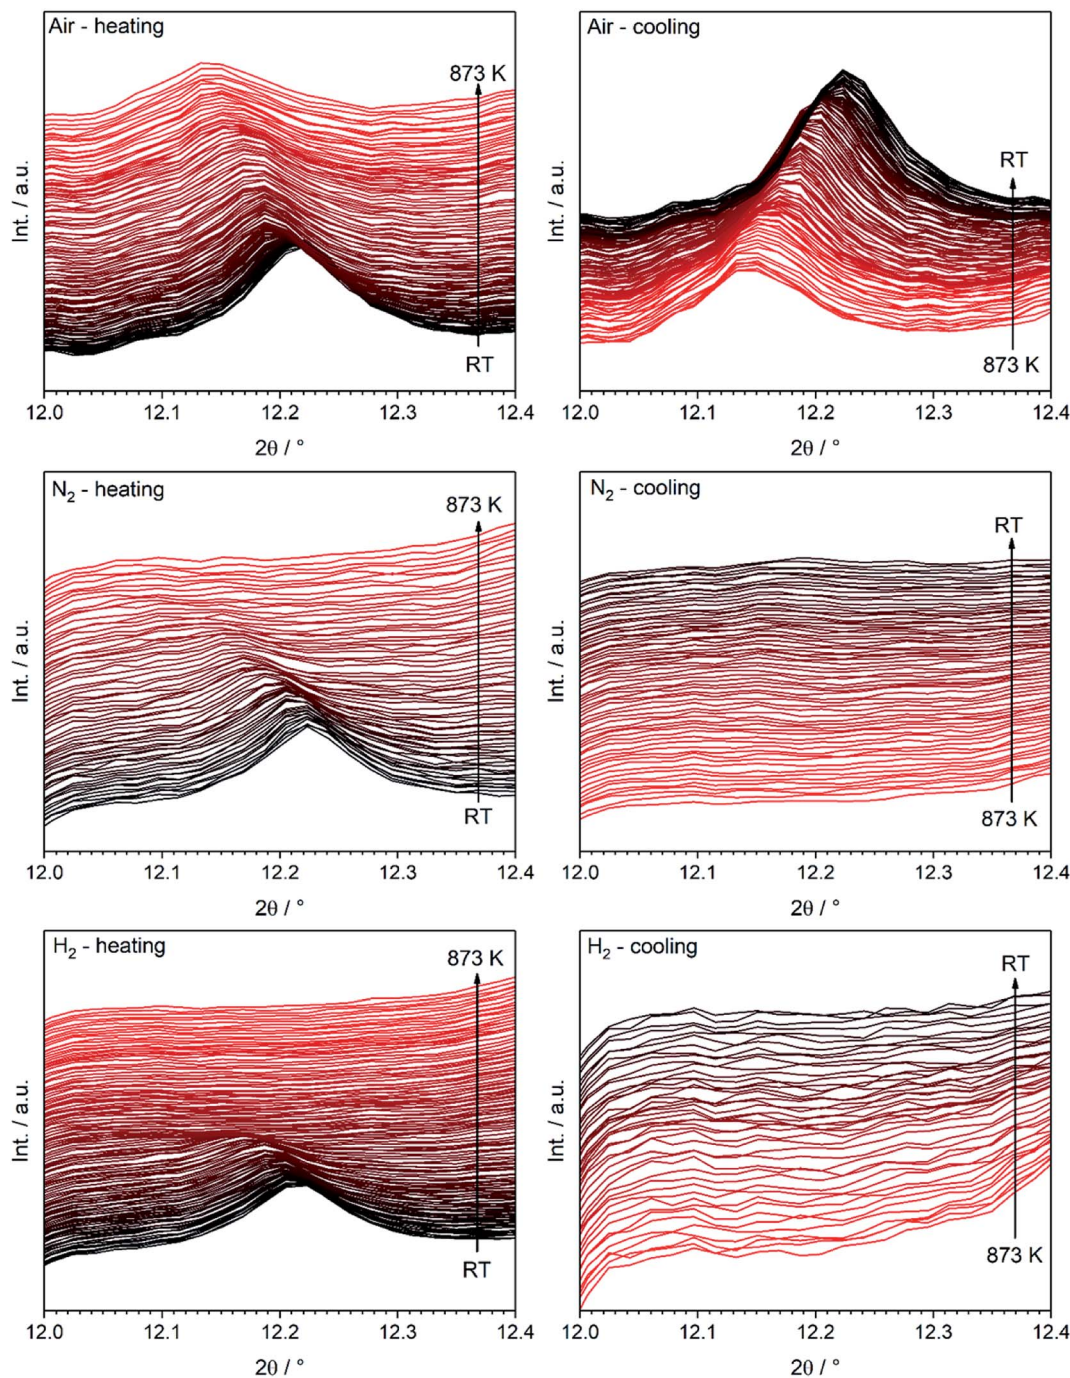 Air - heating
873 K
RT
Int. / a.u.
12.0 12.1 12.2 12.3 12.4
2θ / °
Air - cooling
RT
873 K
Int. / a.u.
12.0 12.1 12.2 12.3 12.4
2θ / °
N₂ - heating
873 K
RT
Int. / a.u.
12.0 12.1 12.2 12.3 12.4
2θ / °
N₂ - cooling
RT
873 K
Int. / a.u.
12.0 12.1 12.2 12.3 12.4
2θ / °
H₂ - heating
873 K
RT
Int. / a.u.
12.0 12.1 12.2 12.3 12.4
2θ / °
H₂ - cooling
RT
873 K
Int. / a.u.
12.0 12.1 12.2 12.3 12.4
2θ / °